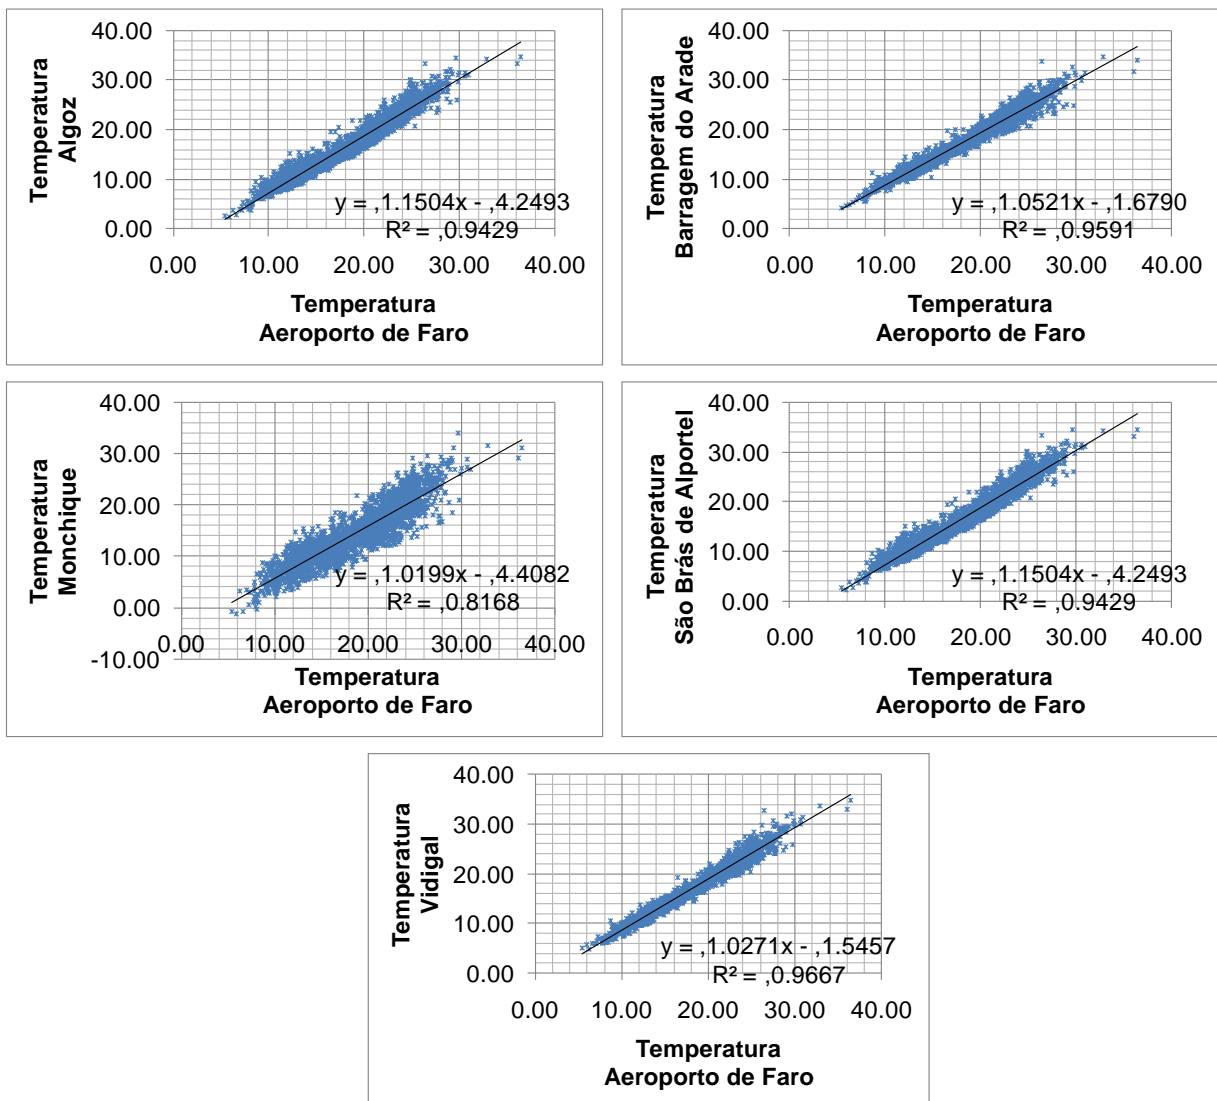 40.00
30.00
20.00
10.00
0.00
Temperatura
Algoz
y = ,1.1504x - ,4.2493
R² = ,0.9429
0.00 10.00 20.00 30.00 40.00
Temperatura
Aeroporto de Faro
40.00
30.00
20.00
10.00
0.00
Temperatura
Barragem do Arade
y = ,1.0521x - ,1.6790
R² = ,0.9591
0.00 10.00 20.00 30.00 40.00
Temperatura
Aeroporto de Faro
40.00
30.00
20.00
10.00
0.00
-10.00
Temperatura
Monchique
y = ,1.0199x - ,4.4082
R² = ,0.8168
0.00 10.00 20.00 30.00 40.00
Temperatura
Aeroporto de Faro
40.00
30.00
20.00
10.00
0.00
Temperatura
São Brás de Alportel
y = ,1.1504x - ,4.2493
R² = ,0.9429
0.00 10.00 20.00 30.00 40.00
Temperatura
Aeroporto de Faro
40.00
30.00
20.00
10.00
0.00
Temperatura
Vidigal
y = ,1.0271x - ,1.5457
R² = ,0.9667
0.00 10.00 20.00 30.00 40.00
Temperatura
Aeroporto de Faro